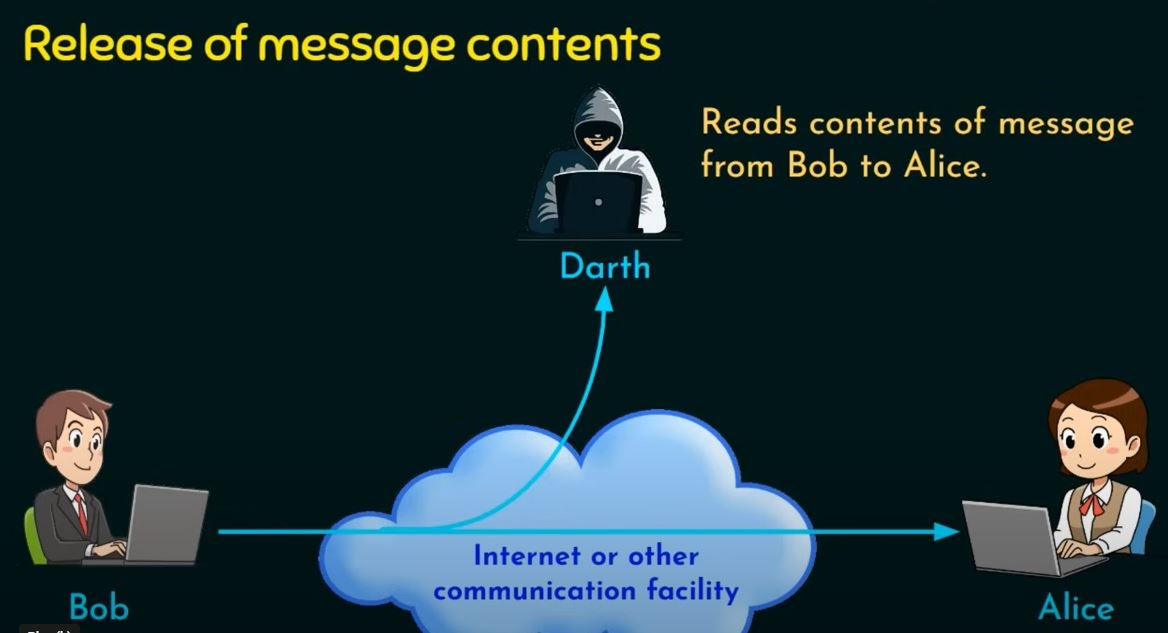 Release of message contents
Reads contents of message
from Bob to Alice.
Darth
Internet or other
communication facility
Bob
Alice